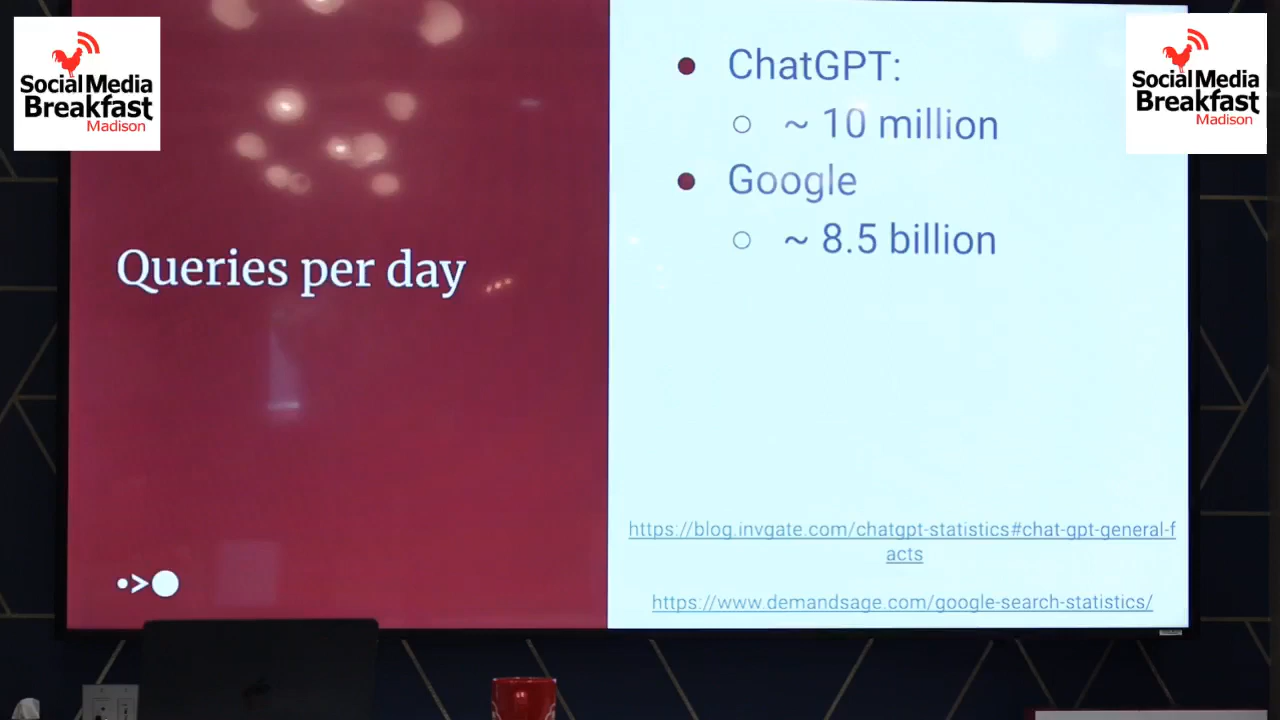 Social Media
Breakfast
Madison
Social Media
Breakfast
Madison
Queries per day
ChatGPT:
~ 10 million
Google
~ 8.5 billion
https://blog.invgate.com/chatgpt-statistics#chat-gpt-general-f
acts
https://www.demandsage.com/google-search-statistics/